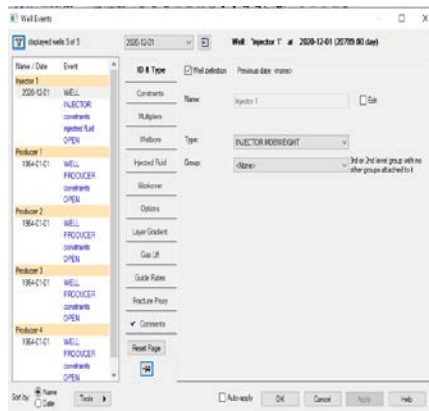 Well Events
displayed wells: 5 of 5
2020-12-01
Well: "Injector 1" at 2020-12-01 (20789.00 day)
Name / Date Event
Injector 1
2020-12-01 WELL
INJECTOR
constraints
injected fluid
OPEN
Producer 1
1964-01-01 WELL
PRODUCER
constraints
OPEN
Producer 2
1964-01-01 WELL
PRODUCER
constraints
OPEN
Producer 3
1964-01-01 WELL
PRODUCER
constraints
OPEN
Producer 4
1964-01-01 WELL
PRODUCER
constraints
OPEN
Sort by: Name
Date
Tools
ID & Type
Constraints
Multipliers
Wellbore
Injected Fluid
Workover
Options
Layer Gradient
Gas Lift
Guide Rates
Fracture Proxy
Comments
Reset Page
Well definition Previous date: <none>
Name: Injector 1 Edit
Type: INJECTOR MOBWEIGHT
Group: <None> 3rd or 2nd level group with no
other groups attached to it
Auto-apply OK Cancel Apply Help